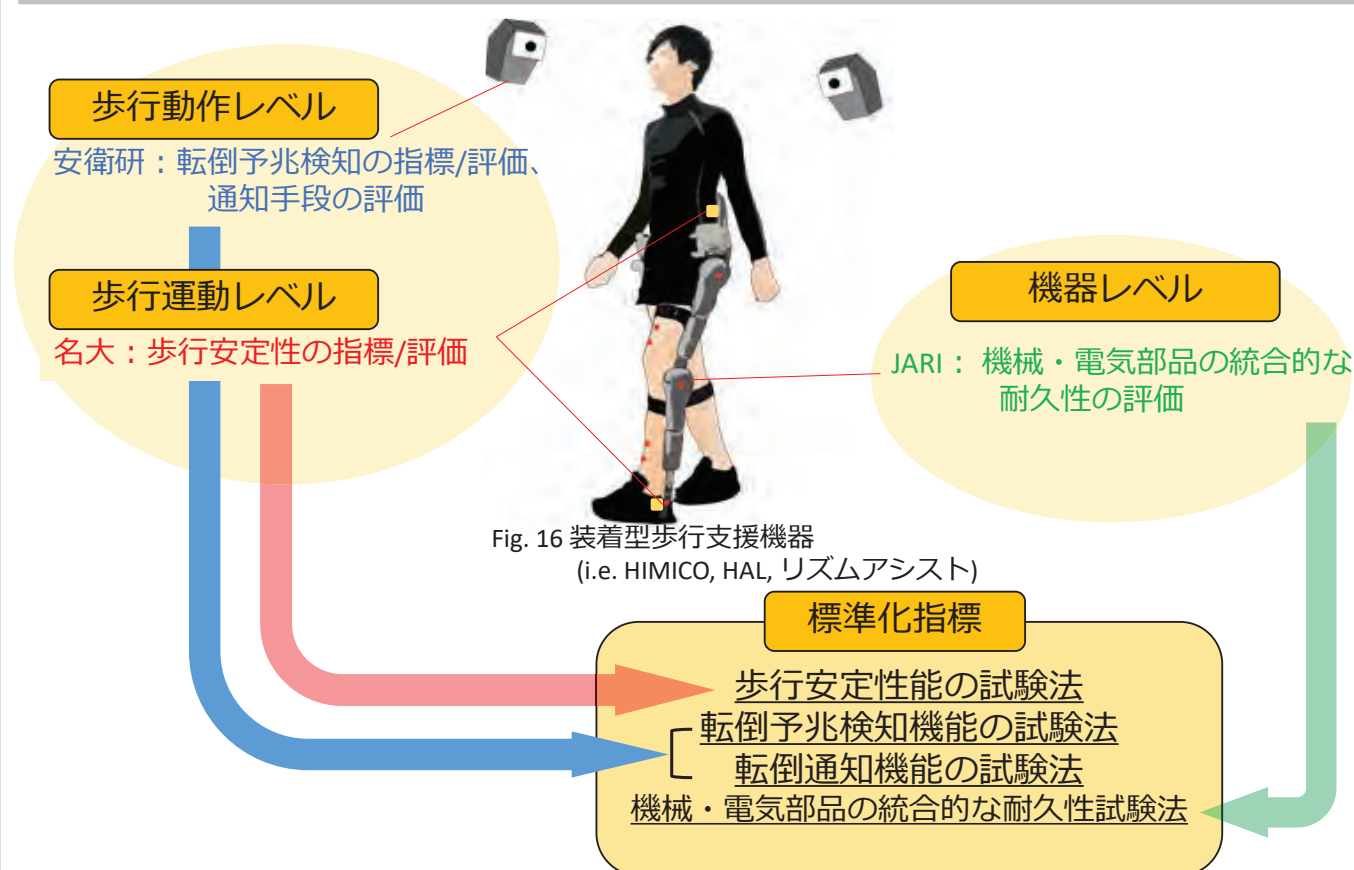 歩行動作レベル
安衛研：転倒予兆検知の指標/評価、
通知手段の評価
歩行運動レベル
名大：歩行安定性の指標/評価
機器レベル
JARI： 機械・電気部品の統合的な
耐久性の評価
Fig. 16 装着型歩行支援機器
(i.e. HIMICO, HAL, リズムアシスト)
標準化指標
歩行安定性能の試験法
転倒予兆検知機能の試験法
転倒通知機能の試験法
機械・電気部品の統合的な耐久性試験法